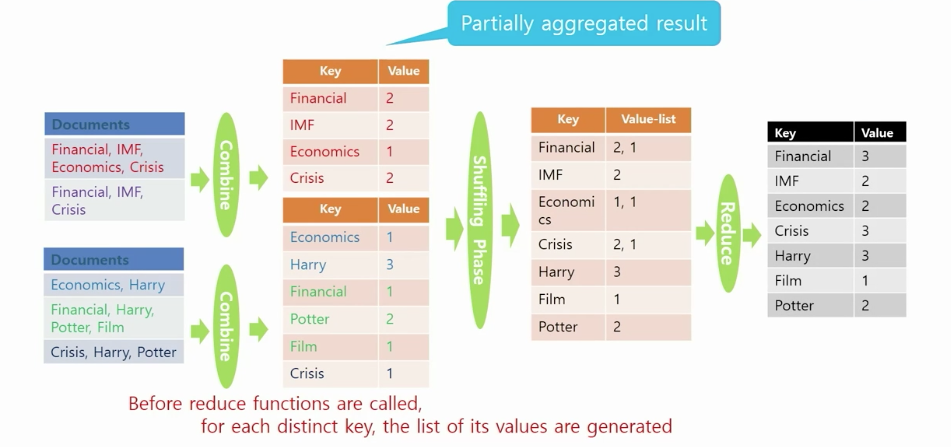 Partially aggregated result
Documents
Financial, IMF,
Economics, Crisis
Financial, IMF,
Crisis
Documents
Economics, Harry
Financial, Harry,
Potter, Film
Crisis, Harry, Potter
Combine
Combine
Key Value
Financial 2
IMF 2
Economics 1
Crisis 2
Key Value
Economics 1
Harry 3
Financial 1
Potter 2
Film 1
Crisis 1
Shuffling Phase
Key Value-list
Financial 2, 1
IMF 2
Economi 1, 1
cs
Crisis 2, 1
Harry 3
Film 1
Potter 2
Reduce
Key Value
Financial 3
IMF 2
Economics 2
Crisis 3
Harry 3
Film 1
Potter 2
Before reduce functions are called,
for each distinct key, the list of its values are generated